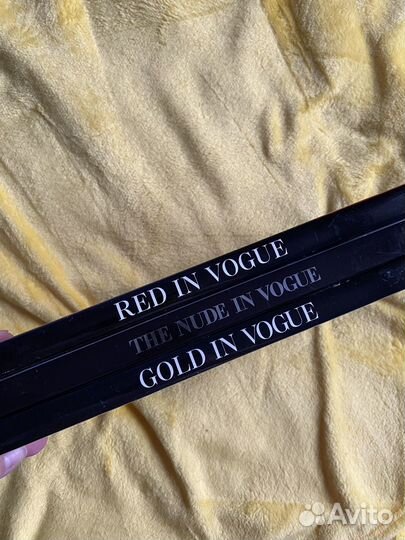 RED IN VOGUE
THE NUDE IN VOGUE
GOLD IN VOGUE
Avito